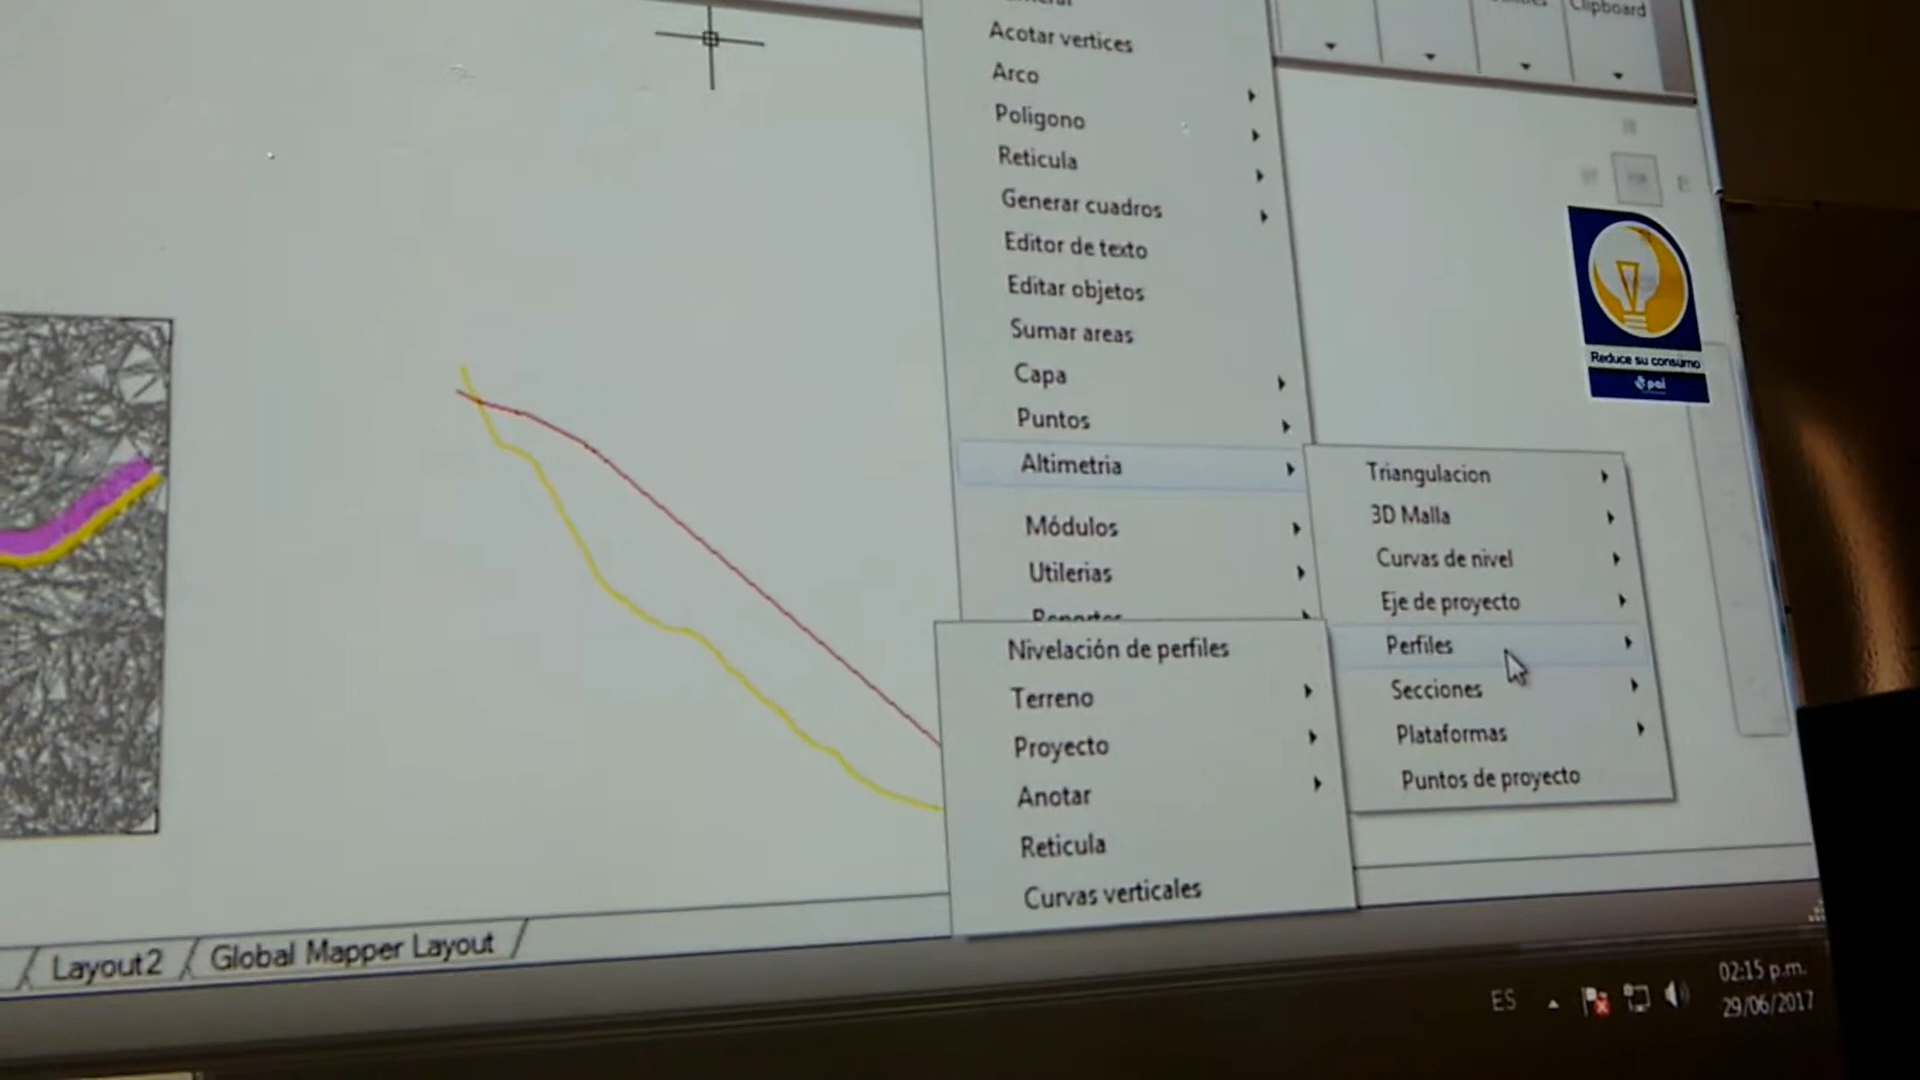 Clipboard
Acotar vertices
Arco
Poligono
Reticula
Generar cuadros
Editor de texto
Editar objetos
Sumar areas
Capa
Puntos
Altimetria
Módulos
Utilerias
Reportes
Triangulacion
3D Malla
Curvas de nivel
Eje de proyecto
Perfiles
Secciones
Plataformas
Puntos de proyecto
Nivelación de perfiles
Terreno
Proyecto
Anotar
Reticula
Curvas verticales
Reduce su consumo
Layout2
Global Mapper Layout
ES
02:15 p.m.
29/06/2017